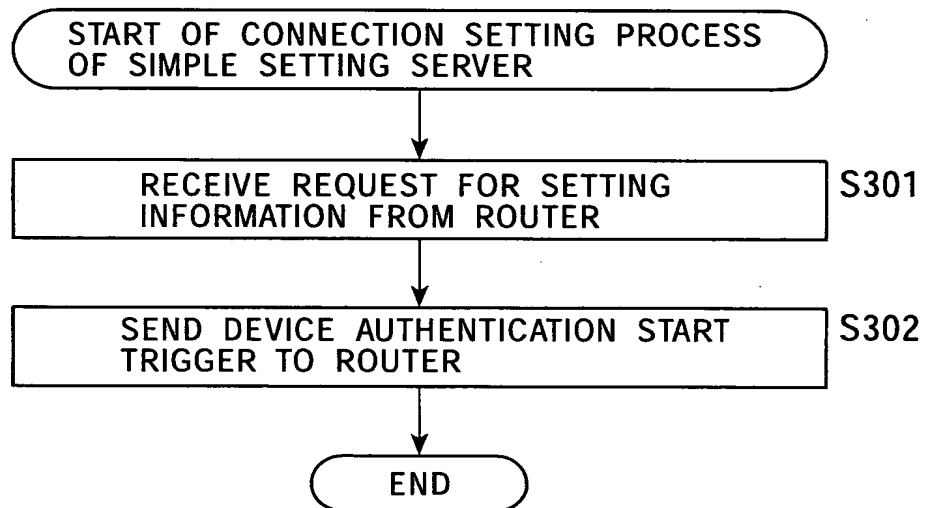 START OF CONNECTION SETTING PROCESS
OF SIMPLE SETTING SERVER
RECEIVE REQUEST FOR SETTING
INFORMATION FROM ROUTER
S301
SEND DEVICE AUTHENTICATION START
TRIGGER TO ROUTER
S302
END